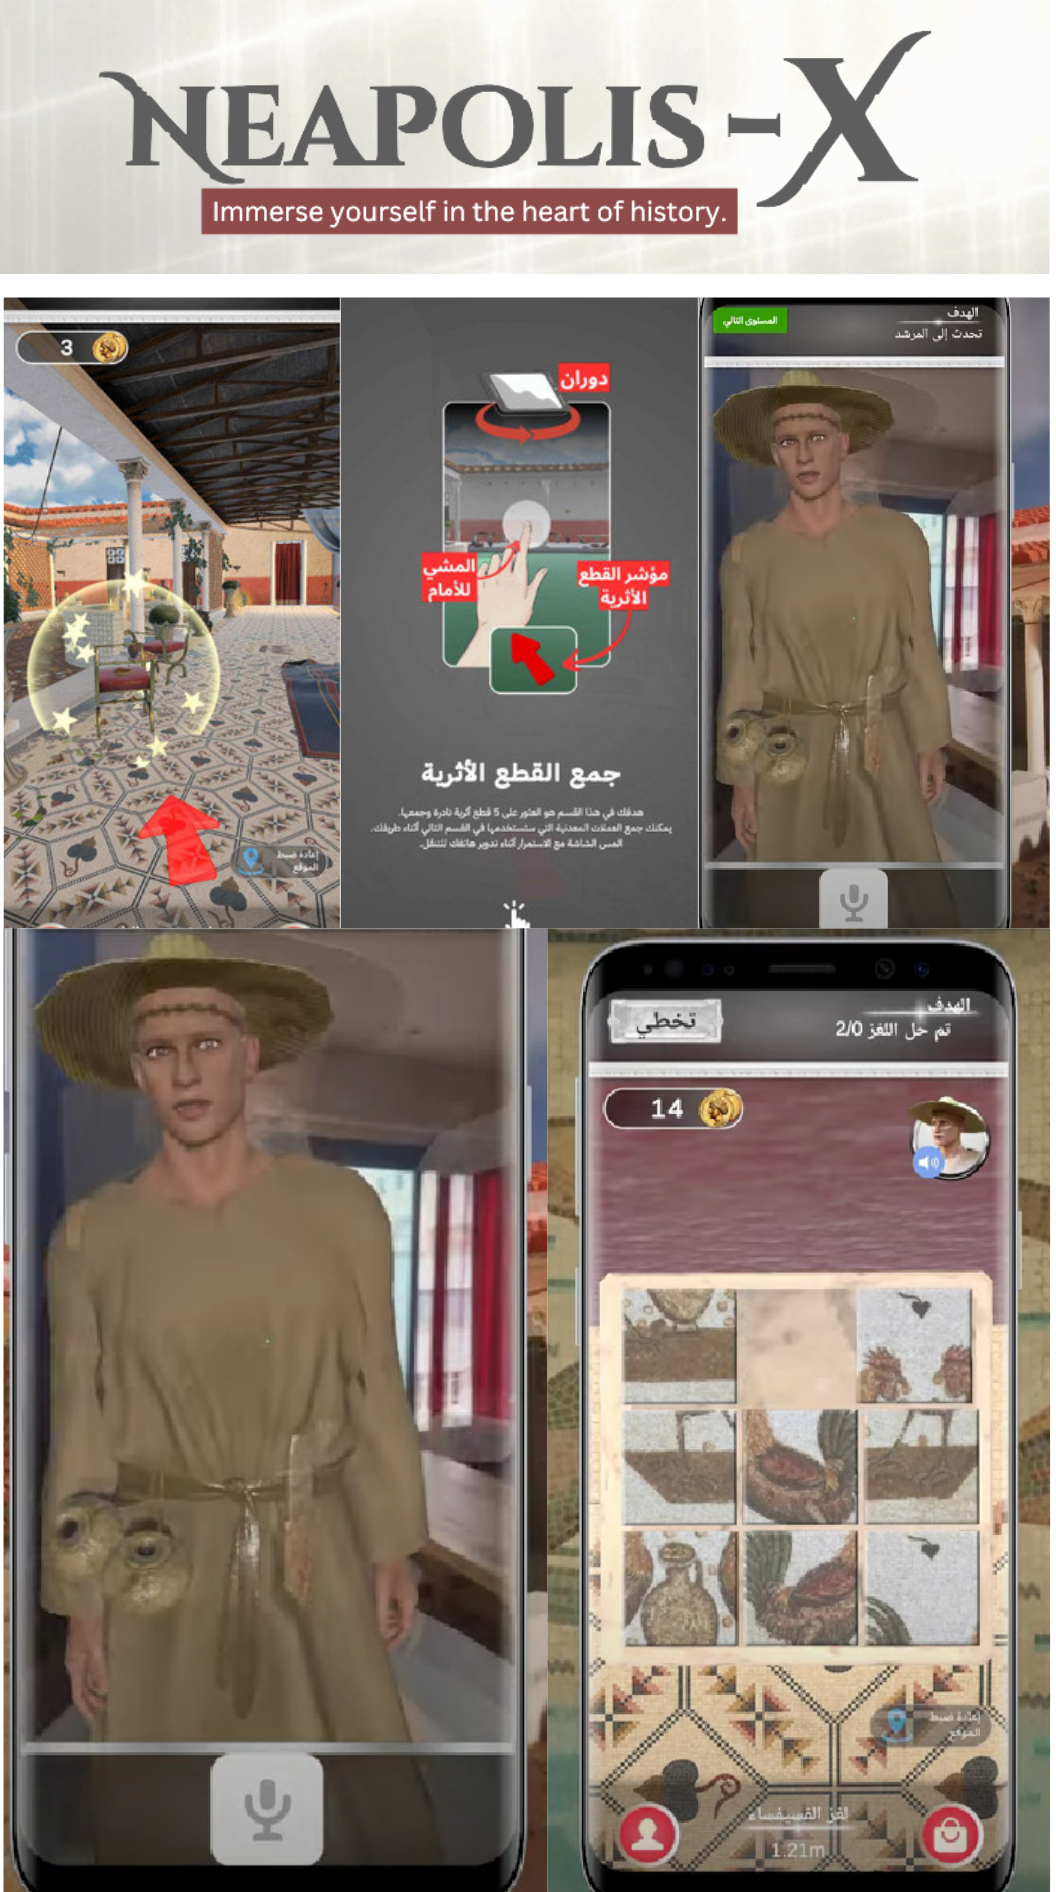 NEAPOLIS-X
Immerse yourself in the heart of history.
3
إعادة ضبط
الموقع
دوران
المشي
للأمام
مؤشر القطع
الأثرية
جمع القطع الأثرية
هدفك في هذا القسم هو العثور على 5 قطع أثرية نادرة وجمعها.
يمكنك جمع العملات المعدنية التي ستستخدمها في القسم التالي أثناء طريقك.
المس الشاشة مع الاستمرار أثناء تدوير هاتفك للتنقل.
المستوى التالي
الهدف
تحدث إلى المرشد
تخطي
الهدف
تم حل اللغز 2/0
14
إعادة ضبط
الموقع
لغز الفسيفساء
1.21m